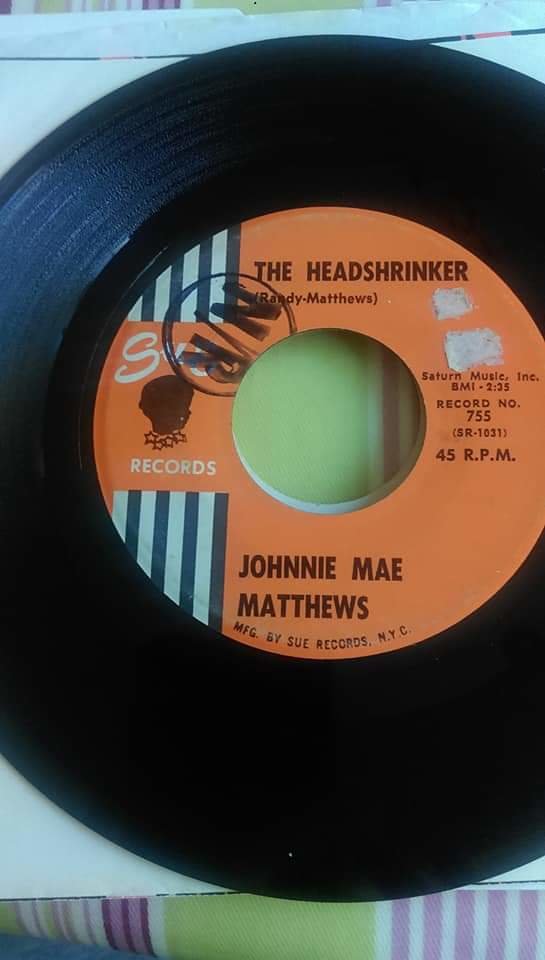 THE HEADSHRINKER
(Randy-Matthews)
Saturn Music, Inc.
BMI - 2:35
RECORD NO.
755
(SR-1031)
45 R.P.M.
RECORDS
JOHNNIE MAE
MATTHEWS
MFG. BY SUE RECORDS, N.Y.C.